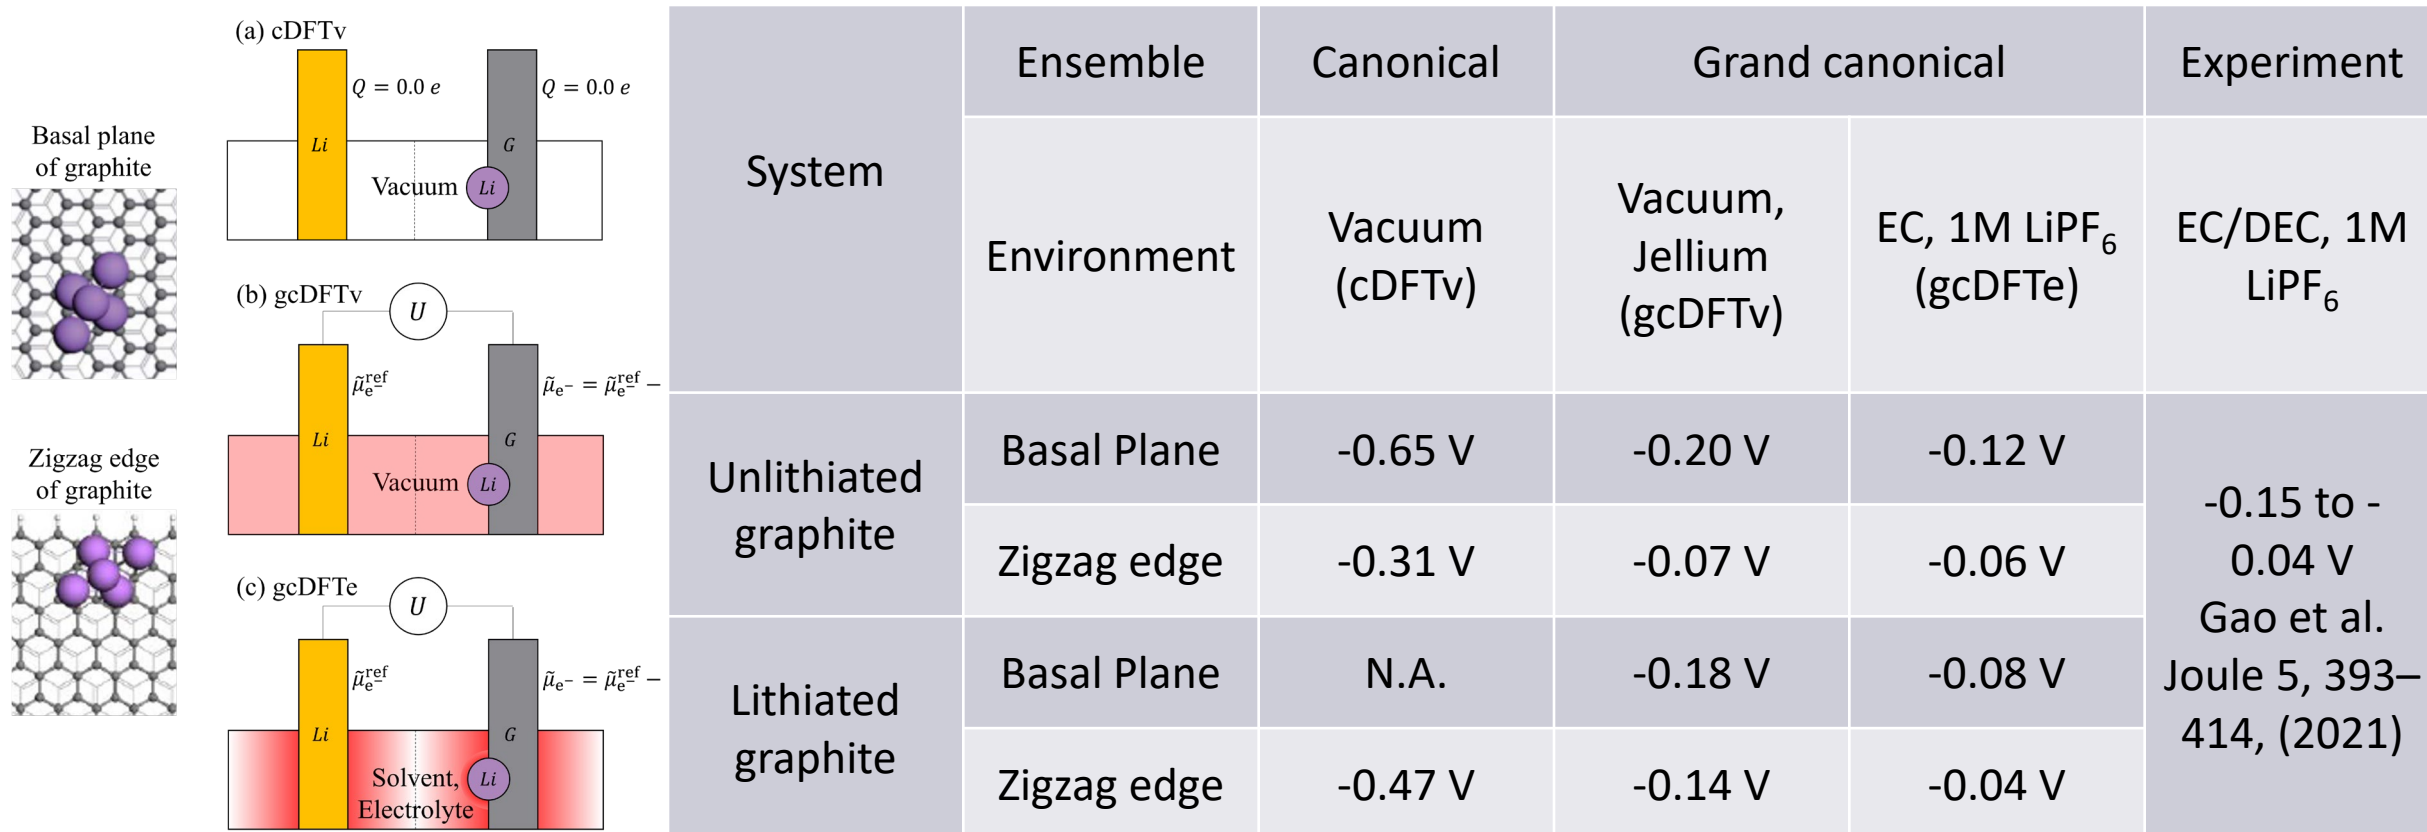 Basal plane
of graphite
Zigzag edge
of graphite
(a) cDFTv
Q = 0.0 e
Q = 0.0 e
Li
G
Vacuum
Li
(b) gcDFTv
U
μ̃e⁻^ref
μ̃e⁻ = μ̃e⁻^ref −
Li
G
Vacuum
Li
(c) gcDFTe
U
μ̃e⁻^ref
μ̃e⁻ = μ̃e⁻^ref −
Li
G
Solvent,
Electrolyte
Li
System
Ensemble
Canonical
Grand canonical
Experiment
Environment
Vacuum
(cDFTv)
Vacuum,
Jellium
(gcDFTv)
EC, 1M LiPF₆
(gcDFTe)
EC/DEC, 1M
LiPF₆
Unlithiated
graphite
Basal Plane
-0.65 V
-0.20 V
-0.12 V
Zigzag edge
-0.31 V
-0.07 V
-0.06 V
Lithiated
graphite
Basal Plane
N.A.
-0.18 V
-0.08 V
Zigzag edge
-0.47 V
-0.14 V
-0.04 V
-0.15 to -
0.04 V
Gao et al.
Joule 5, 393–
414, (2021)